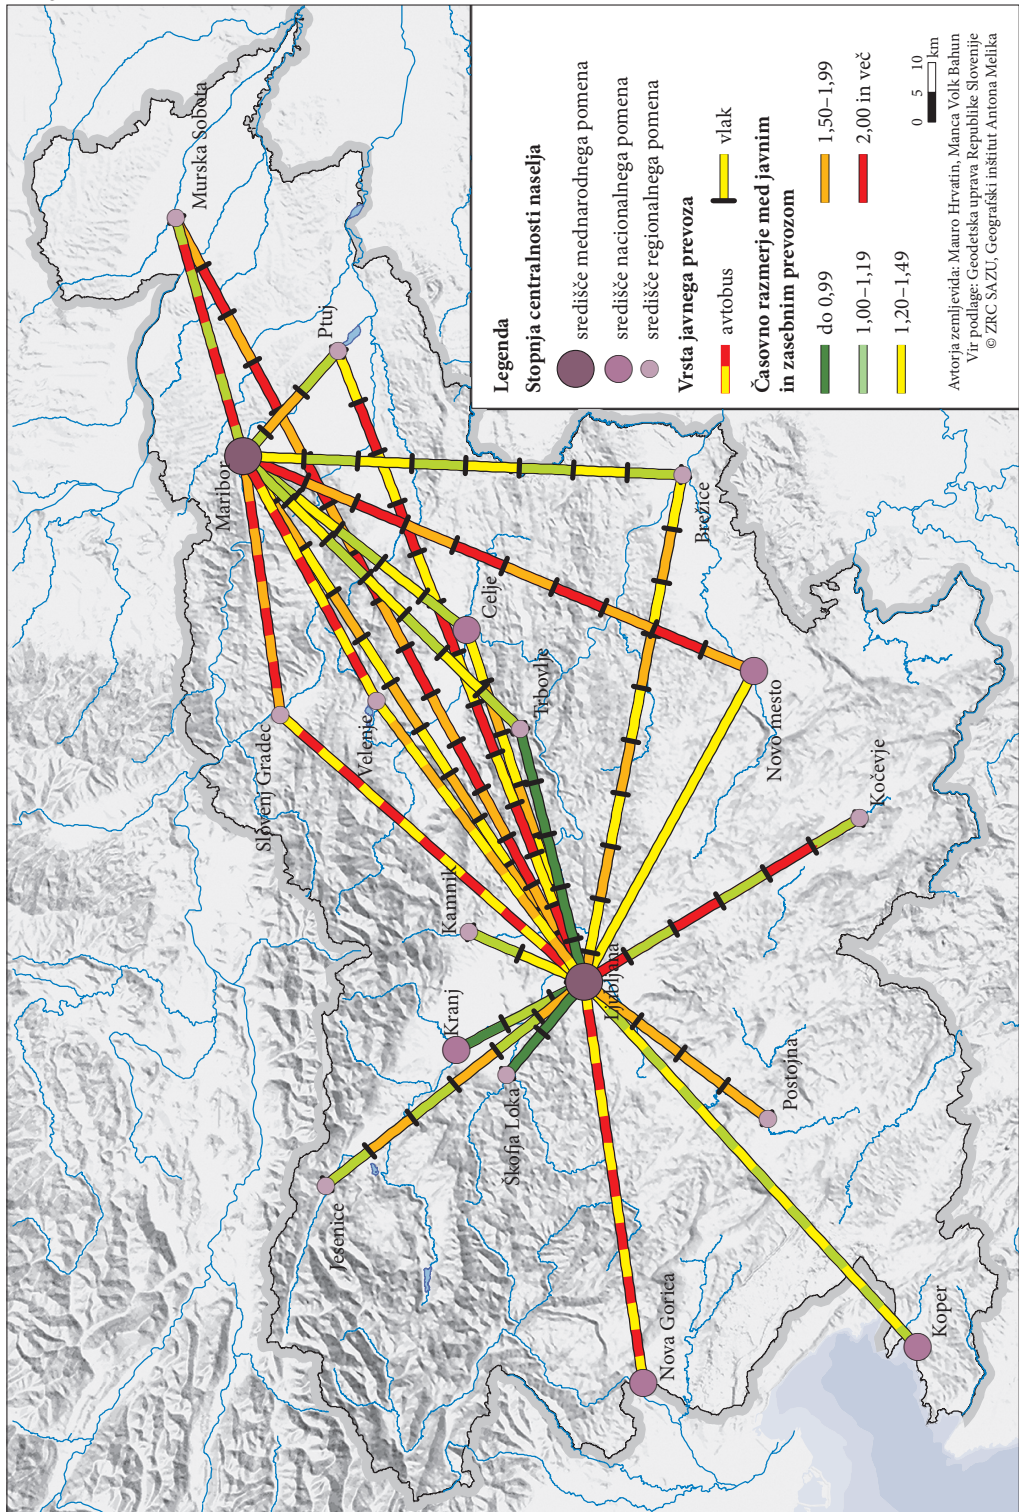 Murska Sobota
Maribor
Ptuj
Slovenj Gradec
Velenje
Celje
Trbovlje
Brežice
Novo mesto
Kočevje
Kamnik
Kranj
Ljubljana
Škofja Loka
Jesenice
Postojna
Nova Gorica
Koper
Legenda
Stopnja centralnosti naselja
središče mednarodnega pomena
središče nacionalnega pomena
središče regionalnega pomena
Vrsta javnega prevoza
avtobus vlak
Časovno razmerje med javnim
in zasebnim prevozom
do 0,99 1,50–1,99
1,00–1,19 2,00 in več
1,20–1,49
0 5 10
km
Avtorja zemljevida: Mauro Hrvatin, Manca Volk Bahun
Vir podlage: Geodetska uprava Republike Slovenije
© ZRC SAZU, Geografski inštitut Antona Melika